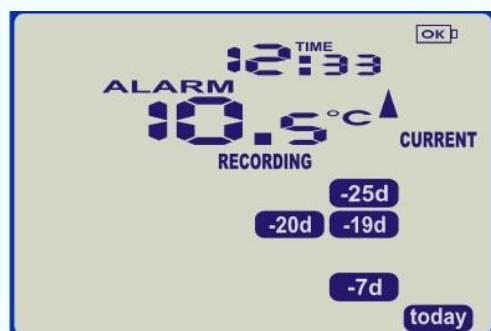 OK
TIME
12:33
ALARM
10.5°C
CURRENT
RECORDING
-25d
-20d -19d
-7d
today